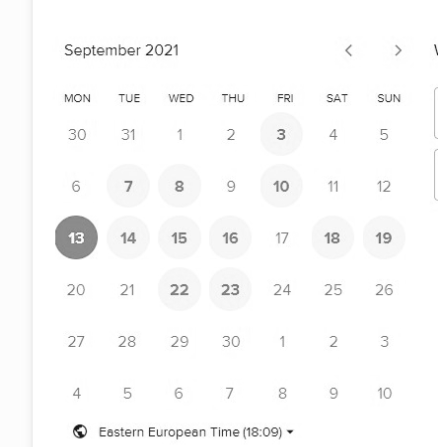 September 2021
MON TUE WED THU FRI SAT SUN
30 31 1 2 3 4 5
6 7 8 9 10 11 12
13 14 15 16 17 18 19
20 21 22 23 24 25 26
27 28 29 30 1 2 3
4 5 6 7 8 9 10
Eastern European Time (18:09)